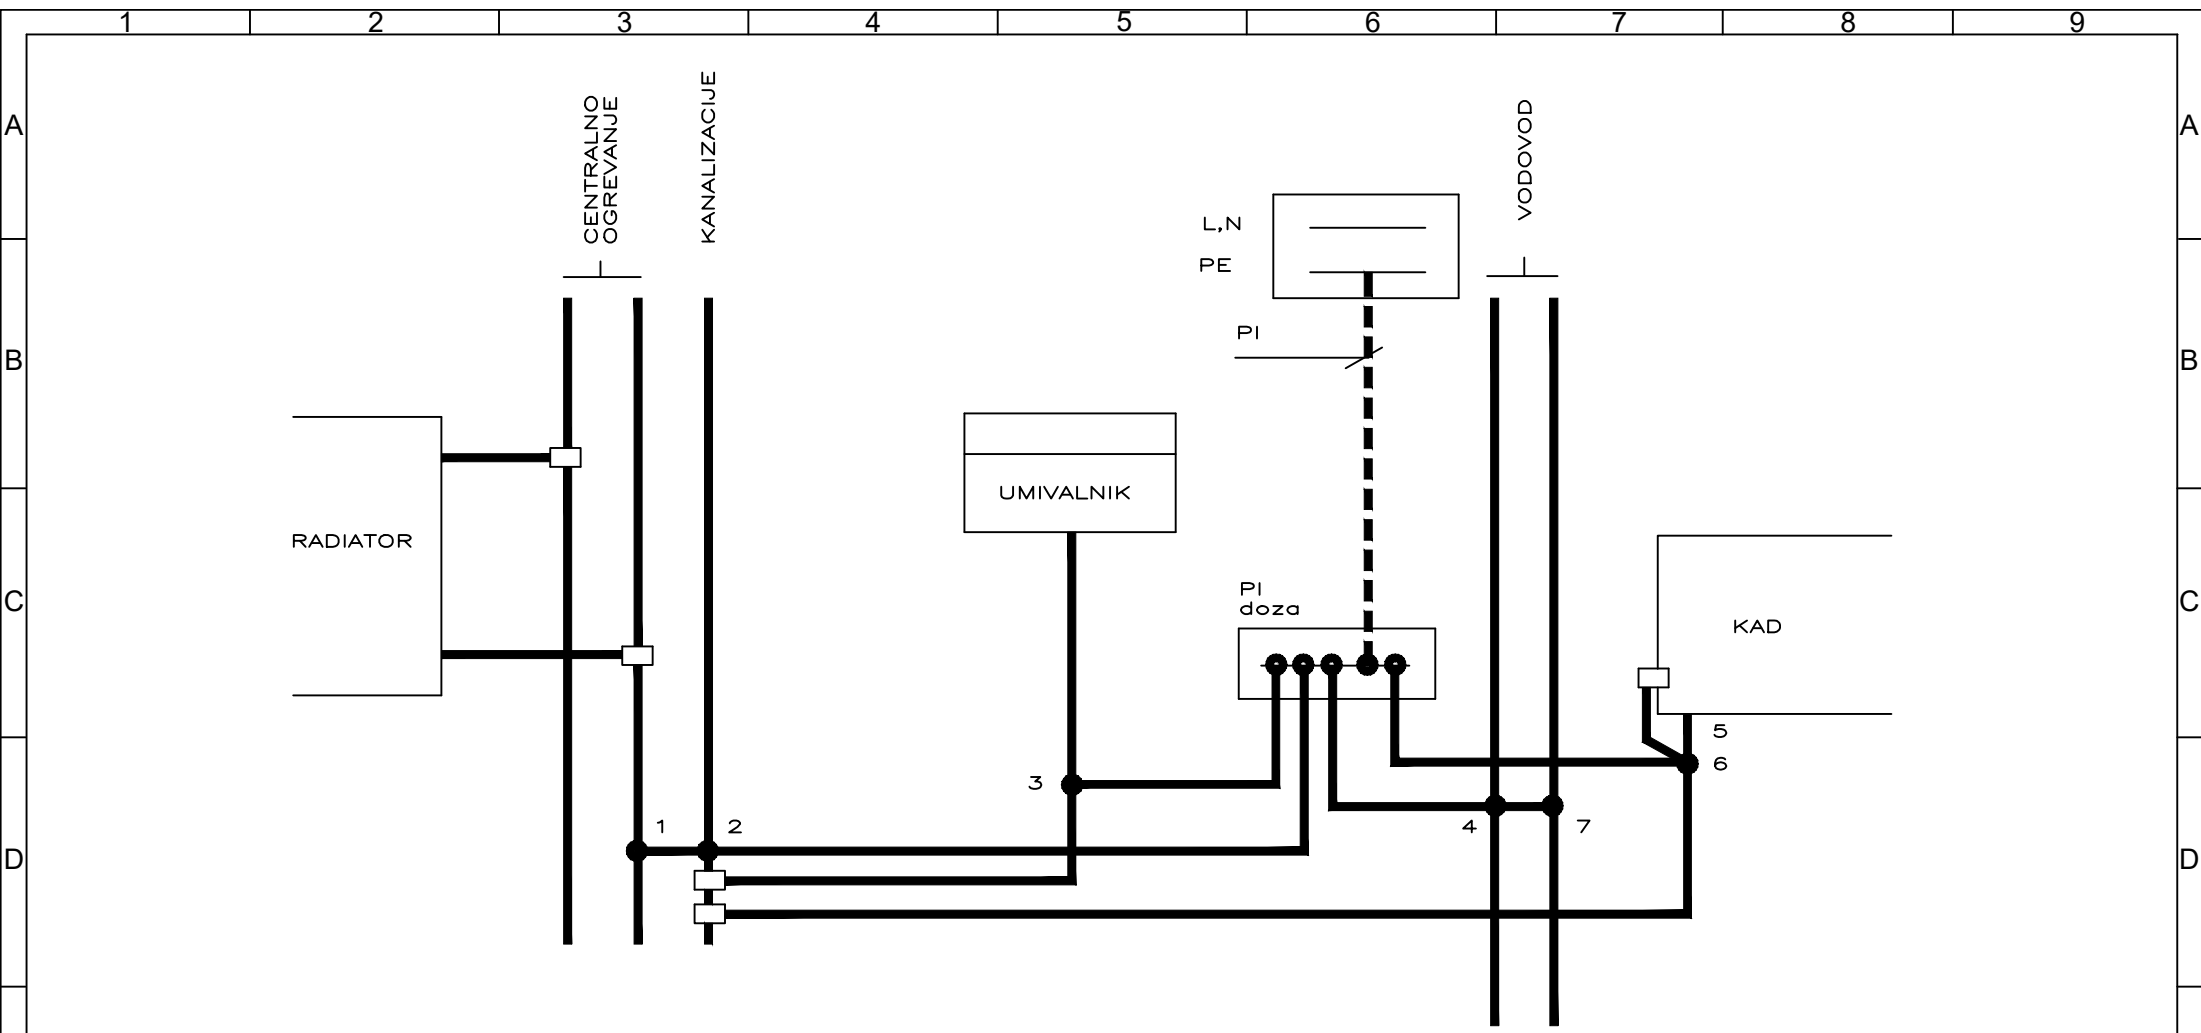 1 2 3 4 5 6 7 8 9
A A
CENTRALNO
OGREVANJE
KANALIZACIJE
VODOVOD
L,N
PE
PI
B B
UMIVALNIK
RADIATOR
PI
doza
C C
KAD
5
6
3
1 2 4 7
D D